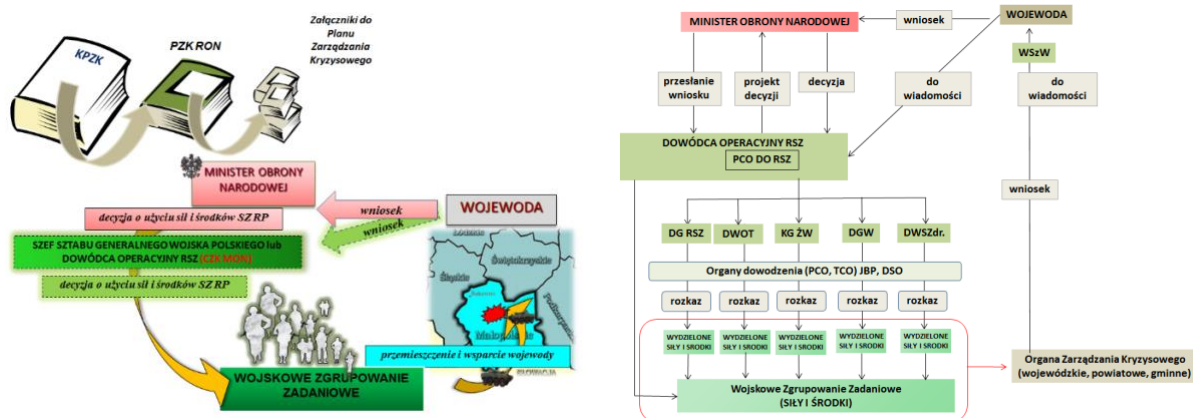 Załączniki do
Planu
Zarządzania
Kryzysowego
PZK RON
KPZK
MINISTER OBRONY
NARODOWEJ
decyzja o użyciu sił i środków SZ RP
wniosek
wniosek
WOJEWODA
SZEF SZTABU GENERALNEGO WOJSKA POLSKIEGO lub
DOWÓDCA OPERACYJNY RSZ (CZK MON)
decyzja o użyciu sił i środków SZ RP
Łódzkie
Świętokrzyskie
Śląskie
Małopolskie
przemieszczenie i wsparcie wojewody
WOJSKOWE ZGRUPOWANIE
ZADANIOWE
MINISTER OBRONY NARODOWEJ
wniosek
WOJEWODA
WSzW
przesłanie
wniosku
projekt
decyzji
decyzja
do
wiadomości
do
wiadomości
DOWÓDCA OPERACYJNY RSZ
PCO DO RSZ
wniosek
DG RSZ
DWOT
KG ŻW
DGW
DWSZdr.
Organy dowodzenia (PCO, TCO) JBP, DSO
rozkaz
rozkaz
rozkaz
rozkaz
rozkaz
WYDZIELONE
SIŁY I ŚRODKI
WYDZIELONE
SIŁY I ŚRODKI
WYDZIELONE
SIŁY I ŚRODKI
WYDZIELONE
SIŁY I ŚRODKI
WYDZIELONE
SIŁY I ŚRODKI
Organa Zarządzania Kryzysowego
(wojewódzkie, powiatowe, gminne)
Wojskowe Zgrupowanie Zadaniowe
(SIŁY I ŚRODKI)